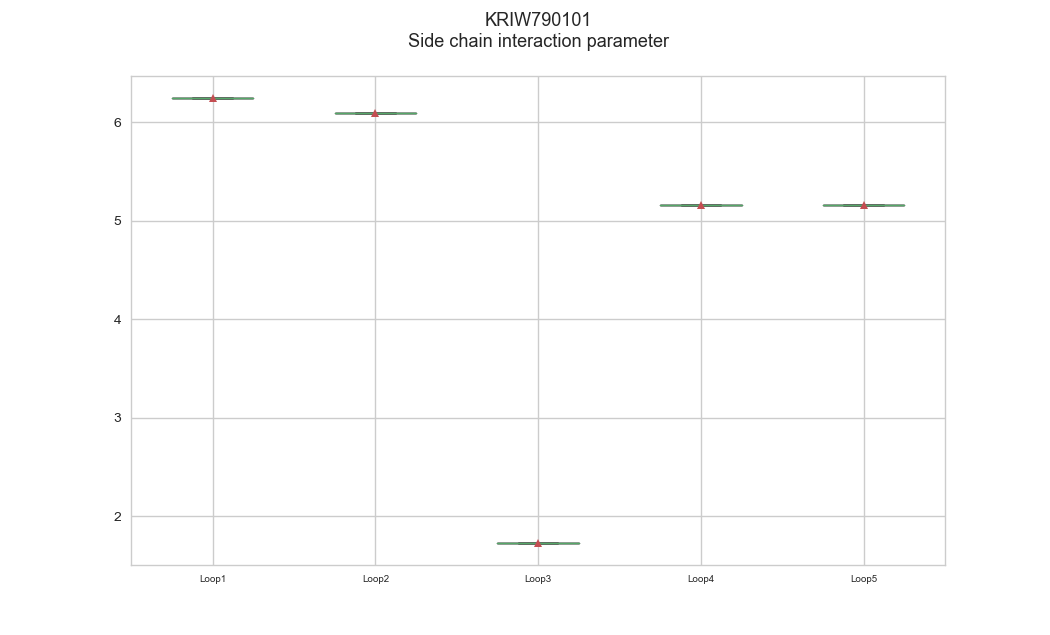 KRIW790101
Side chain interaction parameter
6
5
4
3
2
Loop1
Loop2
Loop3
Loop4
Loop5